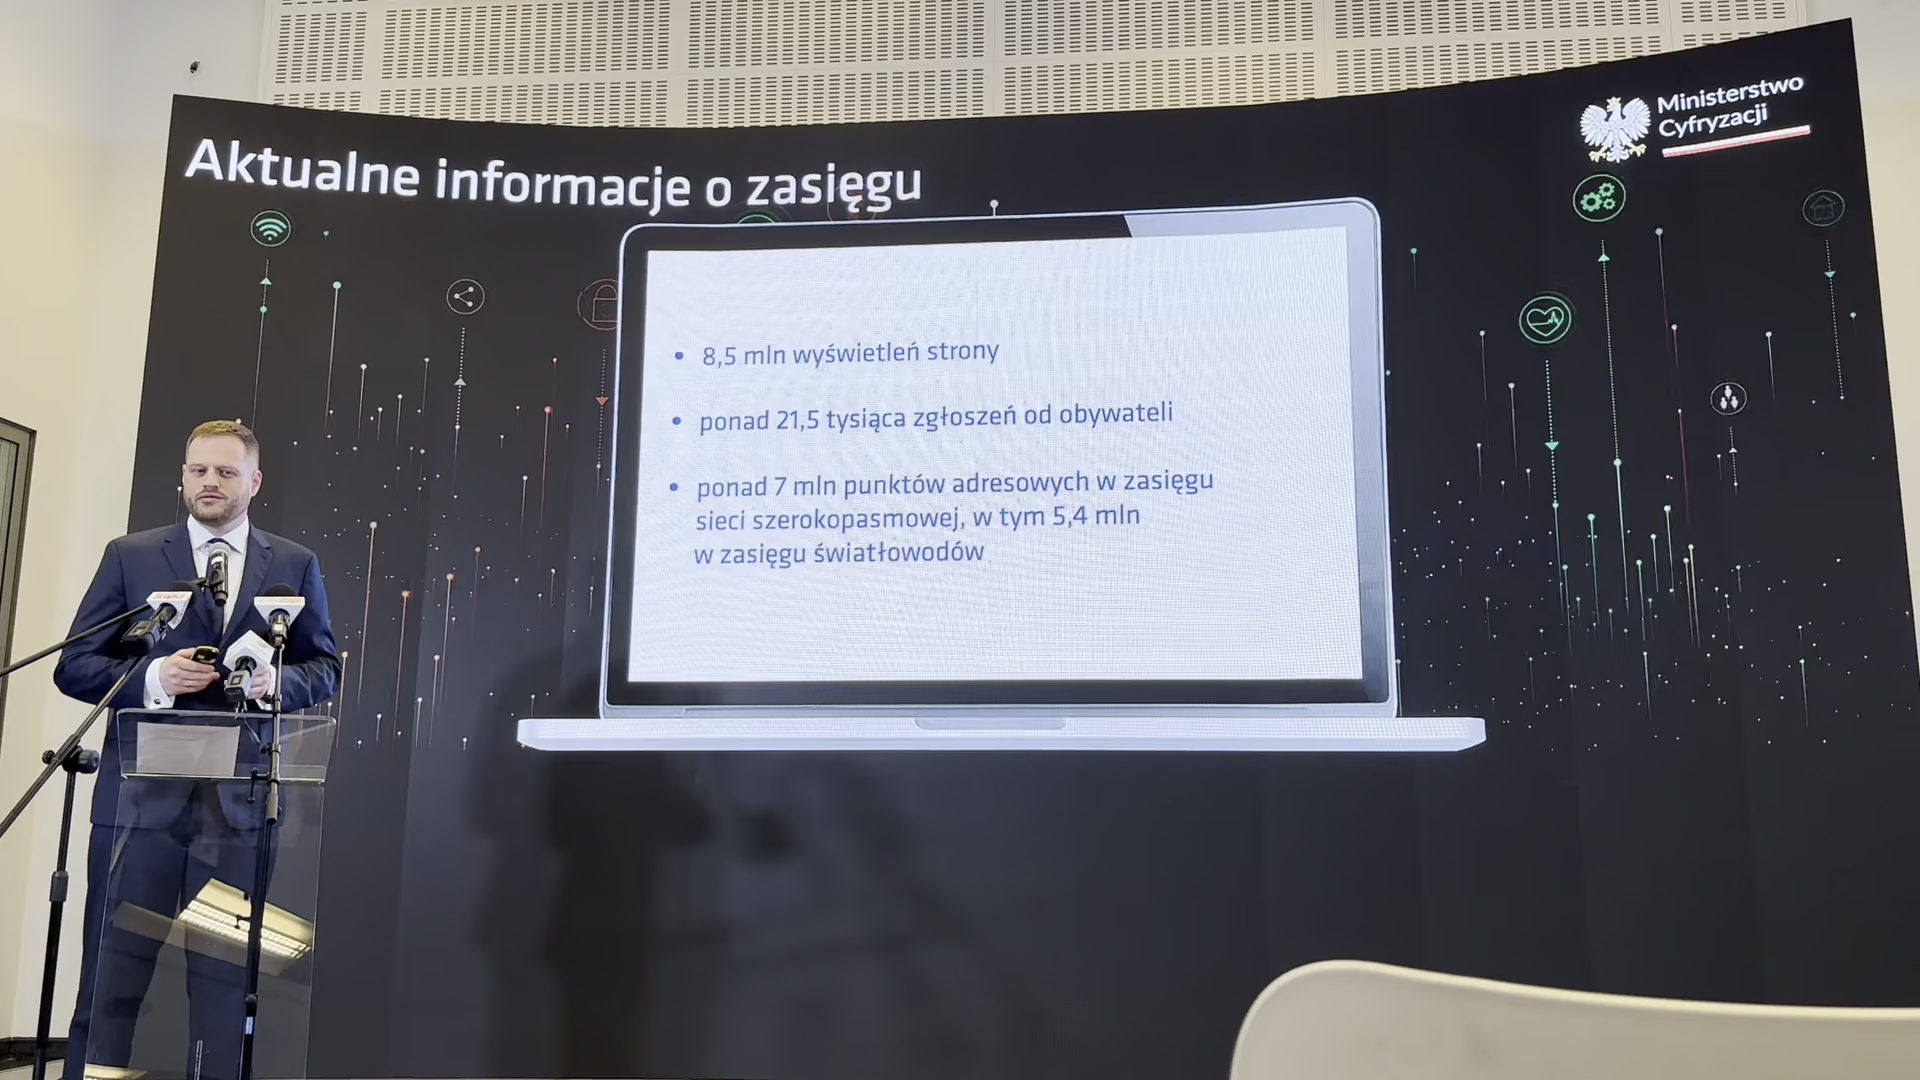 Aktualne informacje o zasięgu
Ministerstwo
Cyfryzacji
• 8,5 mln wyświetleń strony
• ponad 21,5 tysiąca zgłoszeń od obywateli
• ponad 7 mln punktów adresowych w zasięgu
sieci szerokopasmowej, w tym 5,4 mln
w zasięgu światłowodów